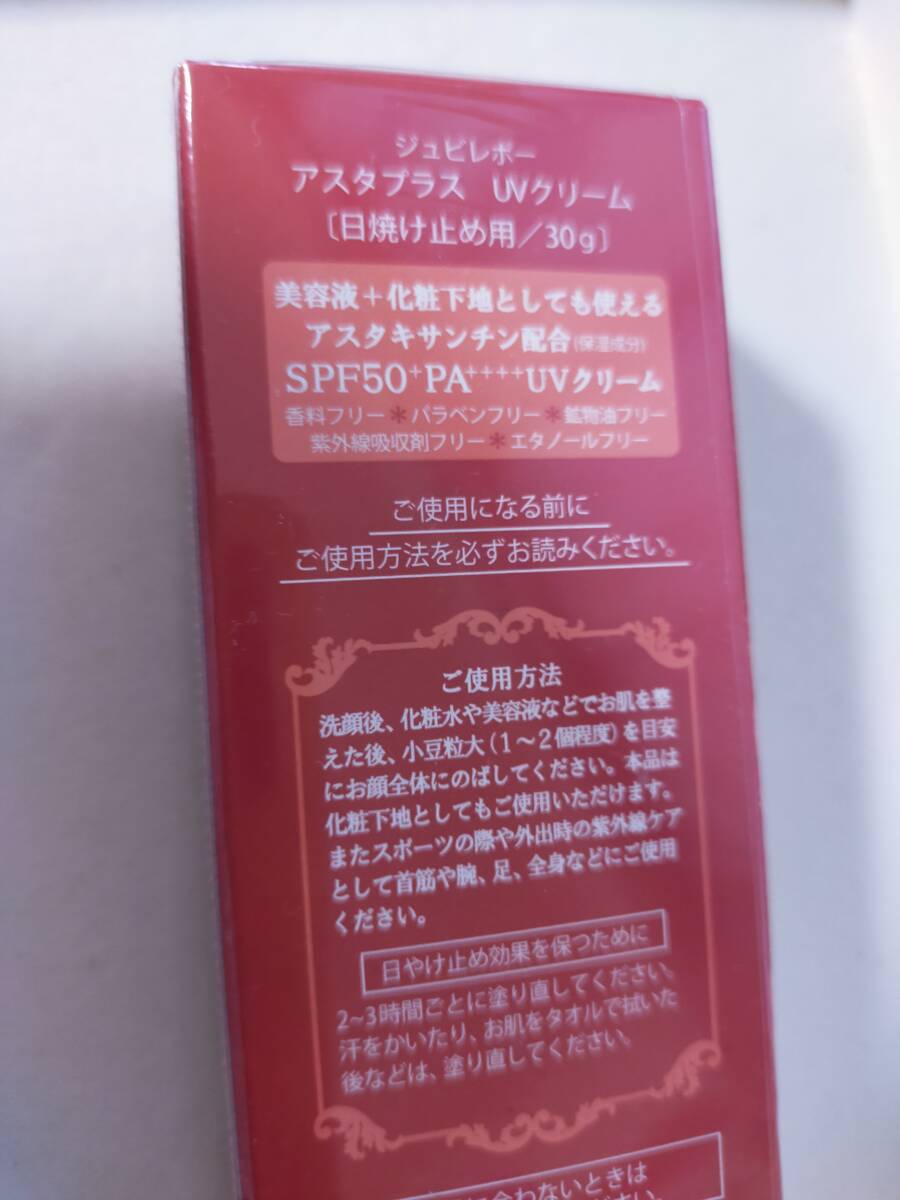 ジュビレボー
アスタプラス UVクリーム
〔日焼け止め用／30g〕
美容液＋化粧下地としても使える
アスタキサンチン配合(保湿成分)
SPF50+PA++++UVクリーム
香料フリー＊パラベンフリー＊鉱物油フリー
紫外線吸収剤フリー＊エタノールフリー
ご使用になる前に
ご使用方法を必ずお読みください。
ご使用方法
洗顔後、化粧水や美容液などでお肌を整
えた後、小豆粒大（1～2個程度）を目安
にお顔全体にのばしてください。本品は
化粧下地としてもご使用いただけます。
またスポーツの際や外出時の紫外線ケア
として首筋や腕、足、全身などにご使用
ください。
日やけ止め効果を保つために
2~3時間ごとに塗り直してください。
汗をかいたり、お肌をタオルで拭いた
後などは、塗り直してください。
に合わないときは
ださい。